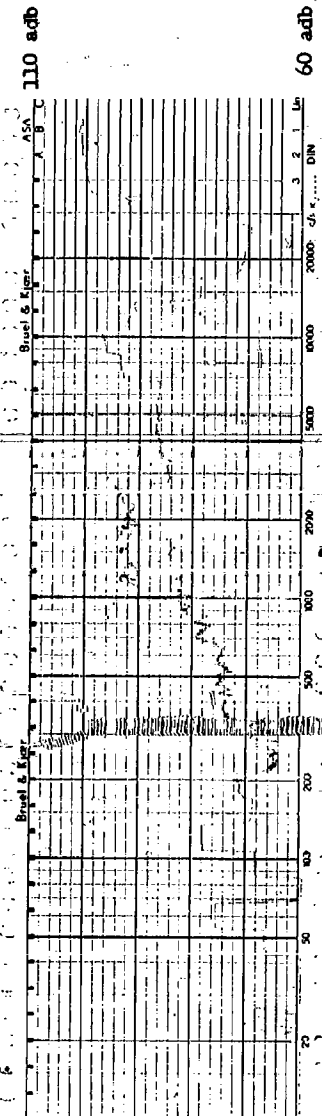 110 adb
60 adb
Bruel & Kjær
ASA
A B C
Bruel & Kjær
20
50
100
200
500
1000
2000
5000
10000
20000
c/s
3 2 1 Lin
DIN